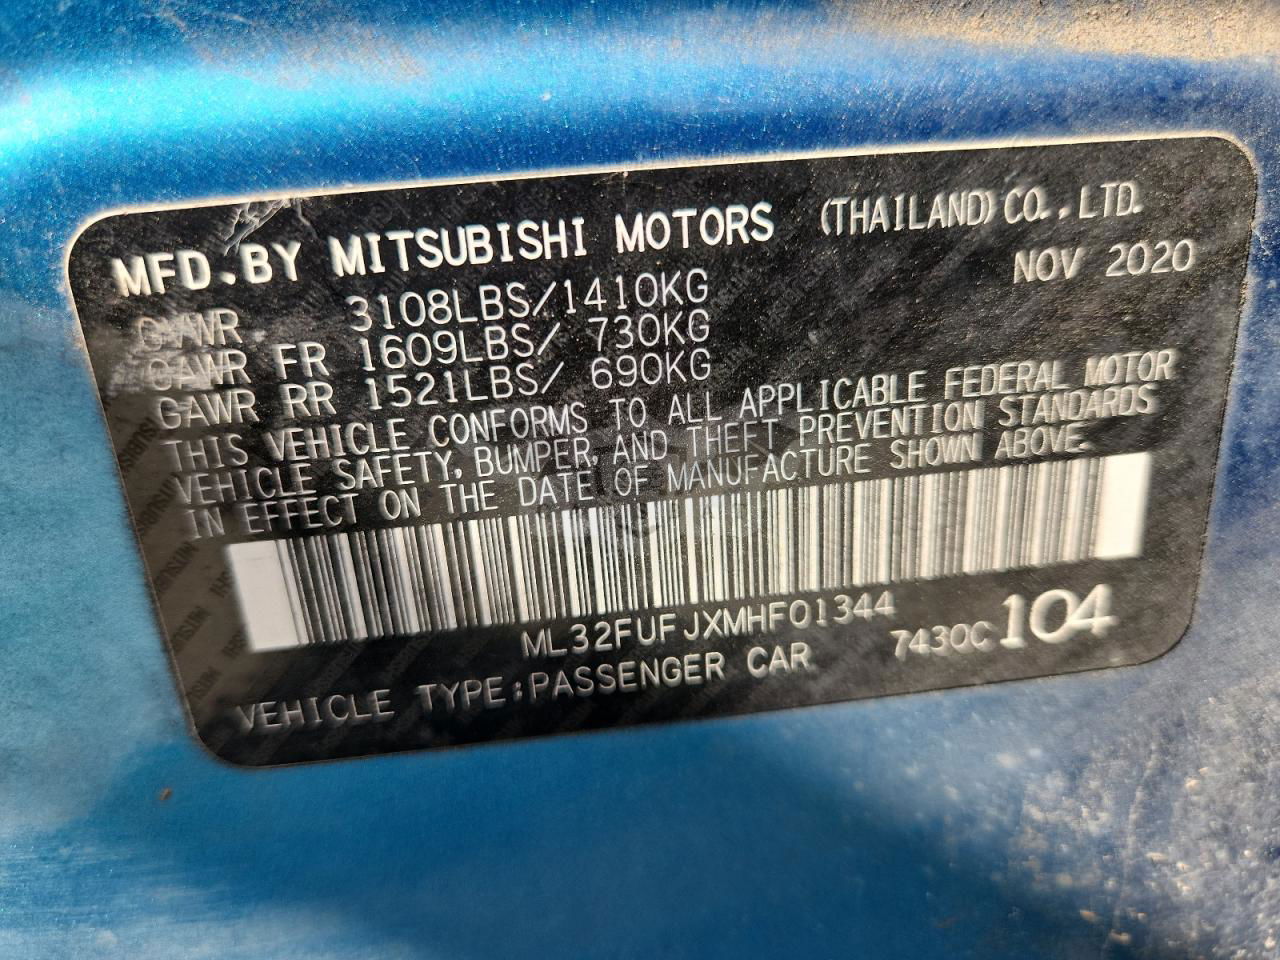 MFD.BY MITSUBISHI MOTORS (THAILAND) CO.,LTD.
NOV 2020
GVWR 3108LBS/1410KG
GAWR FR 1609LBS/ 730KG
GAWR RR 1521LBS/ 690KG
THIS VEHICLE CONFORMS TO ALL APPLICABLE FEDERAL MOTOR
VEHICLE SAFETY, BUMPER, AND THEFT PREVENTION STANDARDS
IN EFFECT ON THE DATE OF MANUFACTURE SHOWN ABOVE.
ML32FUFJXMHF01344
7430C 104
VEHICLE TYPE:PASSENGER CAR